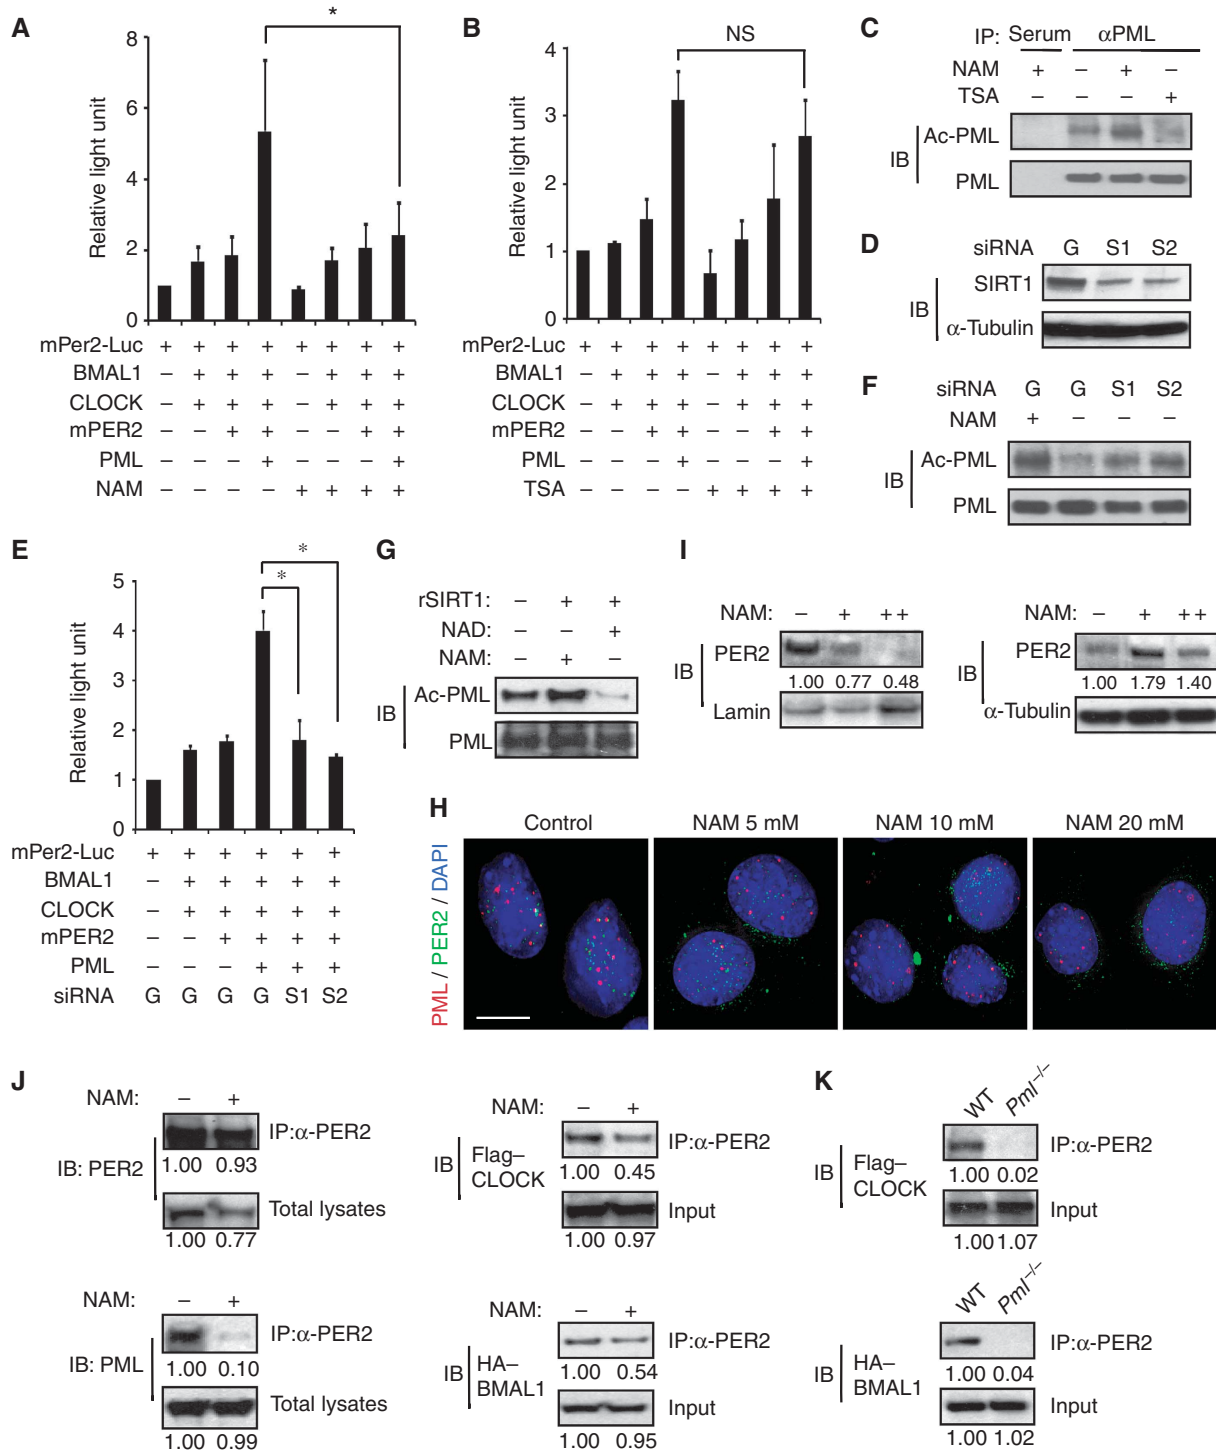 A
Relative light unit
8
6
4
2
0
*
mPer2-Luc + + + + + + + +
BMAL1 – + + + – + + +
CLOCK – + + + – + + +
mPER2 – – + + – – + +
PML – – – + – – – +
NAM – – – – + + + +
B
Relative light unit
4
3
2
1
0
NS
mPer2-Luc + + + + + + + +
BMAL1 – + + + – + + +
CLOCK – + + + – + + +
mPER2 – – + + – – + +
PML – – – + – – – +
TSA – – – – + + + +
C
IP: Serum αPML
NAM + – + –
TSA – – – +
IB
Ac-PML
PML
D
siRNA G S1 S2
IB
SIRT1
α-Tubulin
F
siRNA G G S1 S2
NAM + – – –
IB
Ac-PML
PML
E
Relative light unit
5
4
3
2
1
0
*
*
mPer2-Luc + + + + + +
BMAL1 – + + + + +
CLOCK – + + + + +
mPER2 – – + + + +
PML – – – + + +
siRNA G G G G S1 S2
G
rSIRT1: – + +
NAD: – – +
NAM: – + –
IB
Ac-PML
PML
I
NAM: – + ++
IB
PER2
1.00 0.77 0.48
Lamin
NAM: – + ++
IB
PER2
1.00 1.79 1.40
α-Tubulin
H
Control NAM 5 mM NAM 10 mM NAM 20 mM
PML / PER2 / DAPI
J
NAM: – +
IB: PER2
IP:α-PER2
1.00 0.93
Total lysates
1.00 0.77
NAM: – +
IB: PML
IP:α-PER2
1.00 0.10
Total lysates
1.00 0.99
NAM: – +
IB
Flag–
CLOCK
IP:α-PER2
1.00 0.45
Input
1.00 0.97
NAM: – +
IB
HA–
BMAL1
IP:α-PER2
1.00 0.54
Input
1.00 0.95
K
WT Pml–/–
IB
Flag–
CLOCK
IP:α-PER2
1.00 0.02
Input
1.00 1.07
WT Pml–/–
IB
HA–
BMAL1
IP:α-PER2
1.00 0.04
Input
1.00 1.02